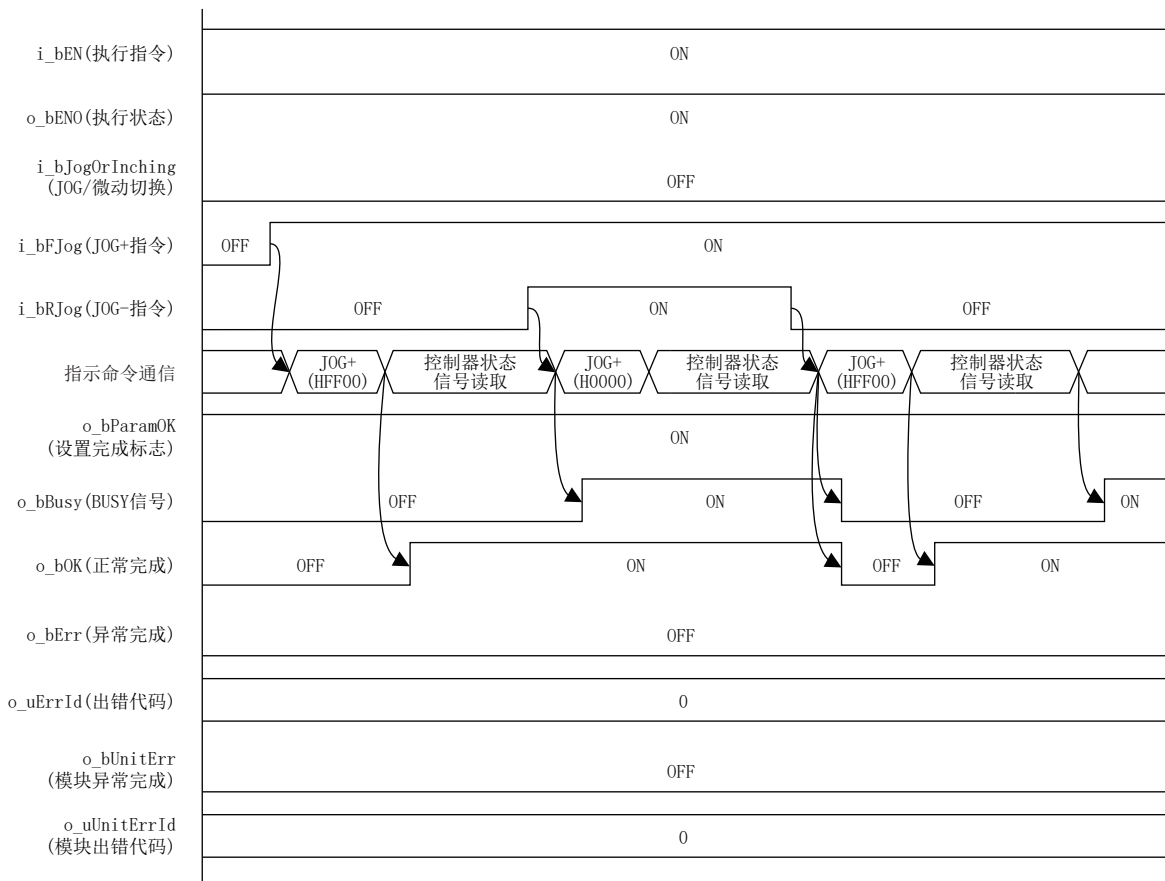 i_bEN(执行指令)
ON
o_bENO(执行状态)
ON
i_bJogOrInching
(JOG/微动切换)
OFF
i_bFJog(JOG+指令)
OFF
ON
i_bRJog(JOG-指令)
OFF
ON
OFF
指示命令通信
JOG+
(HFF00)
控制器状态
信号读取
JOG+
(H0000)
控制器状态
信号读取
JOG+
(HFF00)
控制器状态
信号读取
o_bParamOK
(设置完成标志)
ON
o_bBusy(BUSY信号)
OFF
ON
OFF
ON
o_bOK(正常完成)
OFF
ON
OFF
ON
o_bErr(异常完成)
OFF
o_uErrId(出错代码)
0
o_bUnitErr
(模块异常完成)
OFF
o_uUnitErrId
(模块出错代码)
0